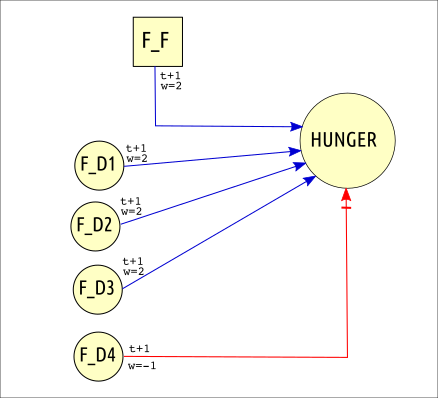 F_F
t+1
w=2
HUNGER
F_D1
t+1
w=2
F_D2
t+1
w=2
F_D3
t+1
w=2
F_D4
t+1
w=-1